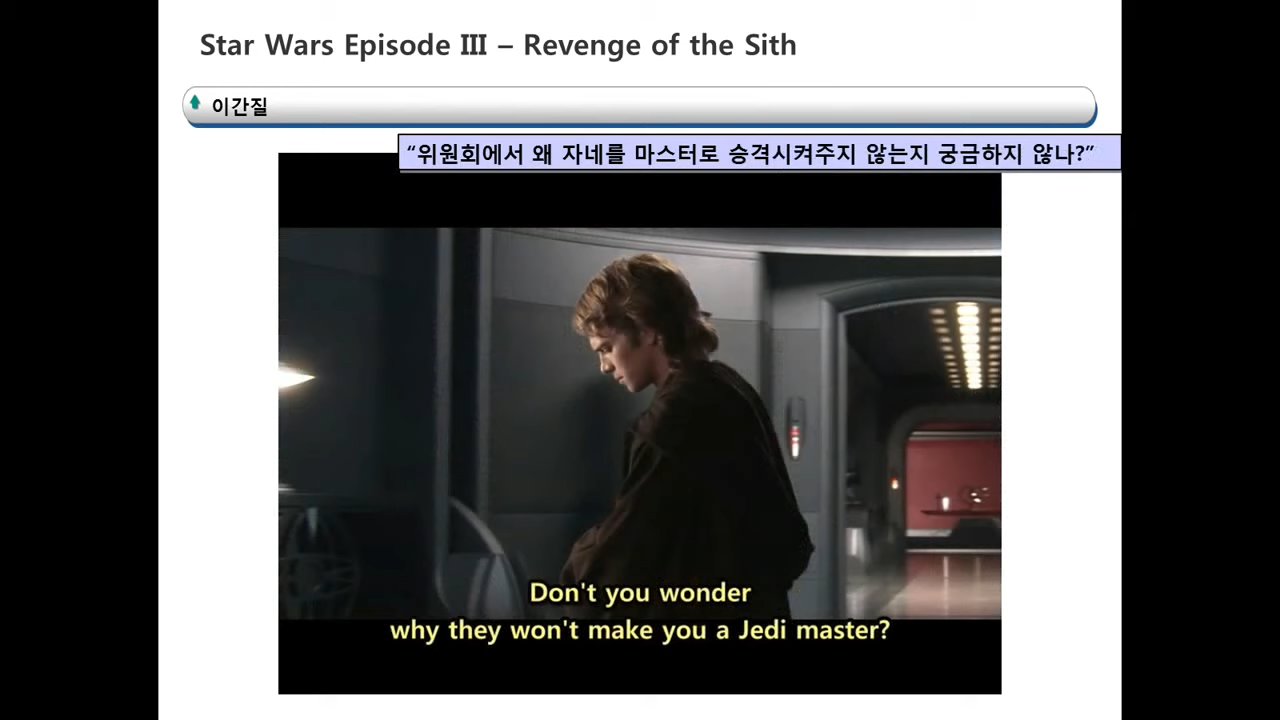 Star Wars Episode III – Revenge of the Sith
이간질
“위원회에서 왜 자네를 마스터로 승격시켜주지 않는지 궁금하지 않나?”
Don't you wonder
why they won't make you a Jedi master?